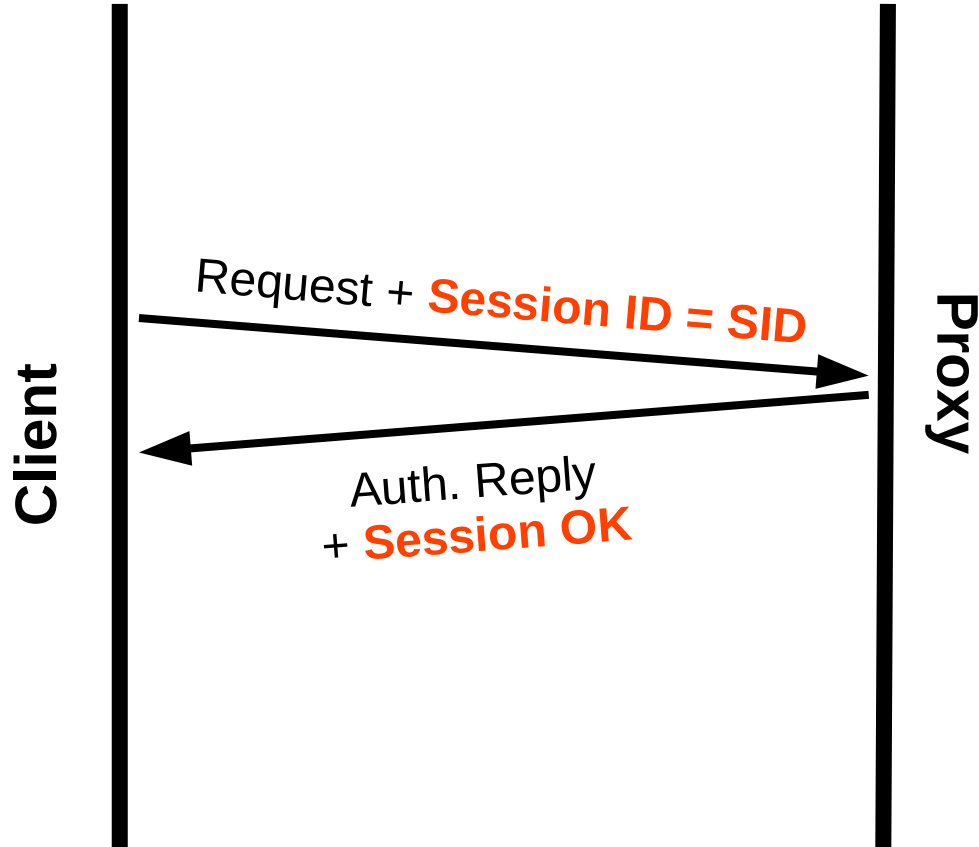 Client
Request + Session ID = SID
Auth. Reply
+ Session OK
Proxy